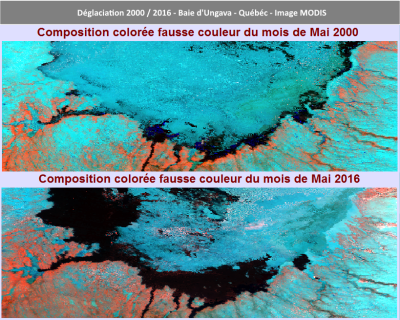 Déglaciation 2000 / 2016 - Baie d'Ungava - Québéc - Image MODIS
Composition colorée fausse couleur du mois de Mai 2000
Composition colorée fausse couleur du mois de Mai 2016